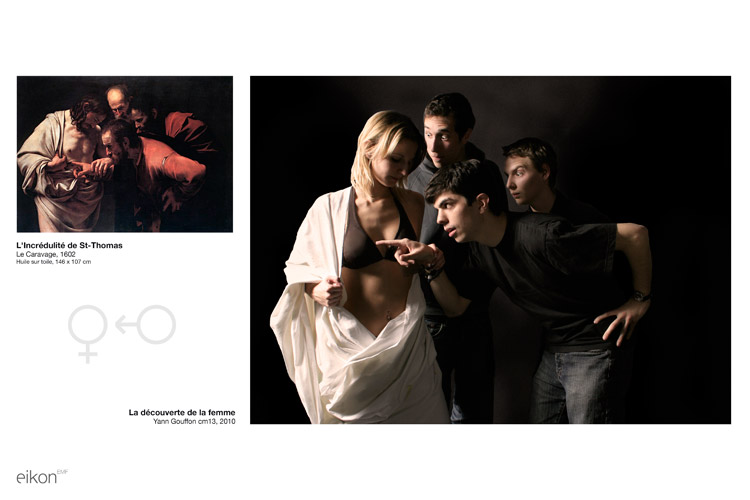 L'Incrédulité de St-Thomas
Le Caravage, 1602
Huile sur toile, 146 x 107 cm
La découverte de la femme
Yann Gouffon cm13, 2010
eikon EMF